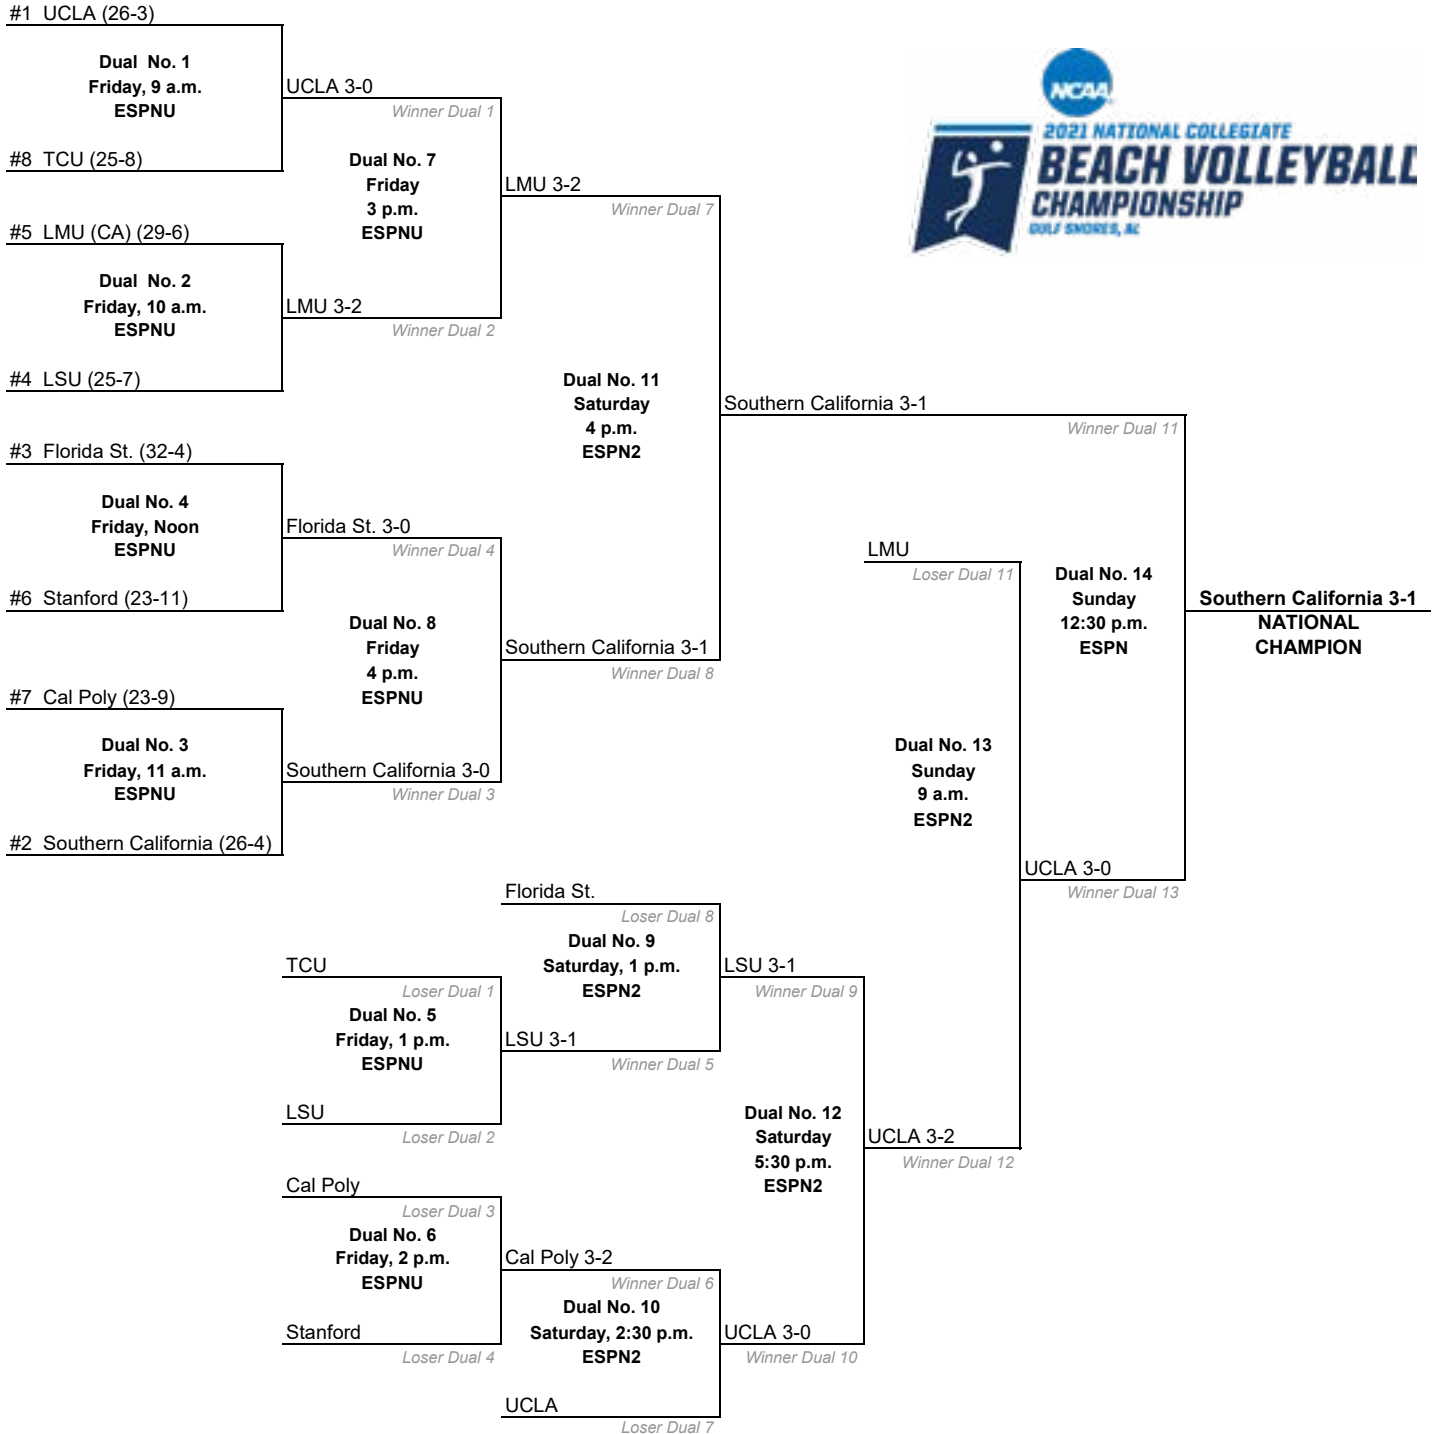 #1  UCLA (26-3)
Dual  No. 1
Friday, 9 a.m.
ESPNU
#8  TCU (25-8)
UCLA 3-0
Winner Dual 1
Dual No. 7
Friday
3 p.m.
ESPNU
#5  LMU (CA) (29-6)
Dual  No. 2
Friday, 10 a.m.
ESPNU
#4  LSU (25-7)
LMU 3-2
Winner Dual 2
LMU 3-2
Winner Dual 7
NCAA
2021 NATIONAL COLLEGIATE
BEACH VOLLEYBALL
CHAMPIONSHIP
GULF SHORES, AL
Dual No. 11
Saturday
4 p.m.
ESPN2
Southern California 3-1
Winner Dual 11
#3  Florida St. (32-4)
Dual No. 4
Friday, Noon
ESPNU
#6  Stanford (23-11)
Florida St. 3-0
Winner Dual 4
Dual No. 8
Friday
4 p.m.
ESPNU
Southern California 3-1
Winner Dual 8
#7  Cal Poly (23-9)
Dual No. 3
Friday, 11 a.m.
ESPNU
#2  Southern California (26-4)
Southern California 3-0
Winner Dual 3
LMU
Loser Dual 11
Dual No. 14
Sunday
12:30 p.m.
ESPN
Southern California 3-1
NATIONAL
CHAMPION
Dual No. 13
Sunday
9 a.m.
ESPN2
UCLA 3-0
Winner Dual 13
Florida St.
Loser Dual 8
Dual No. 9
Saturday, 1 p.m.
ESPN2
LSU 3-1
Winner Dual 9
TCU
Loser Dual 1
Dual No. 5
Friday, 1 p.m.
ESPNU
LSU 3-1
Winner Dual 5
LSU
Loser Dual 2
Dual No. 12
Saturday
5:30 p.m.
ESPN2
UCLA 3-2
Winner Dual 12
Cal Poly
Loser Dual 3
Dual No. 6
Friday, 2 p.m.
ESPNU
Cal Poly 3-2
Winner Dual 6
Stanford
Loser Dual 4
Dual No. 10
Saturday, 2:30 p.m.
ESPN2
UCLA 3-0
Winner Dual 10
UCLA
Loser Dual 7